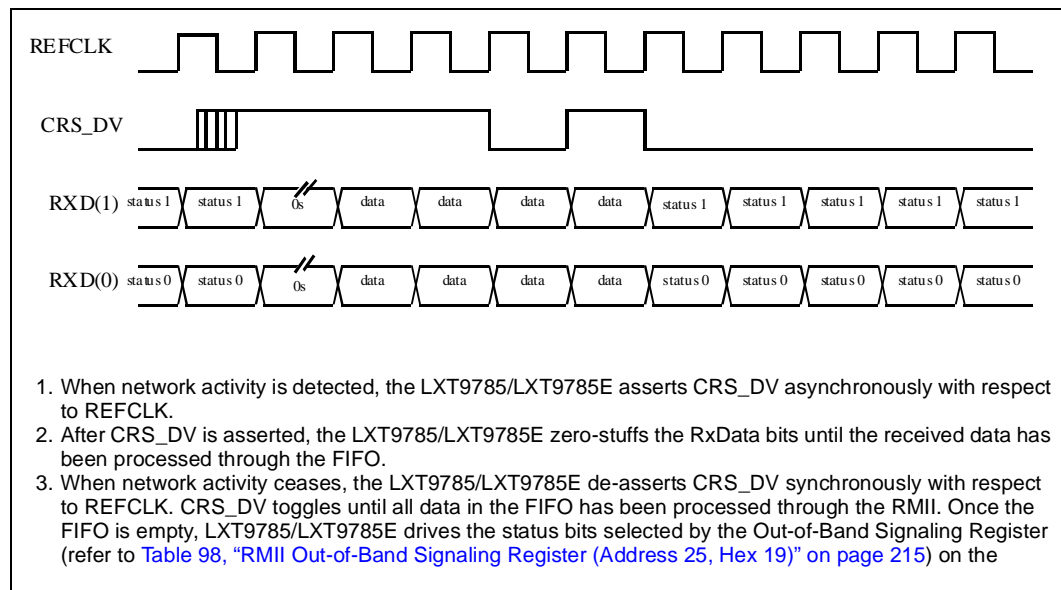 REFCLK
CRS_DV
RXD(1) status 1 status 1 0s data data data data status 1 status 1 status 1 status 1 status 1
RXD(0) status 0 status 0 0s data data data data status 0 status 0 status 0 status 0 status 0
1. When network activity is detected, the LXT9785/LXT9785E asserts CRS_DV asynchronously with respect
to REFCLK.
2. After CRS_DV is asserted, the LXT9785/LXT9785E zero-stuffs the RxData bits until the received data has
been processed through the FIFO.
3. When network activity ceases, the LXT9785/LXT9785E de-asserts CRS_DV synchronously with respect
to REFCLK. CRS_DV toggles until all data in the FIFO has been processed through the RMII. Once the
FIFO is empty, LXT9785/LXT9785E drives the status bits selected by the Out-of-Band Signaling Register
(refer to Table 98, “RMII Out-of-Band Signaling Register (Address 25, Hex 19)” on page 215) on the